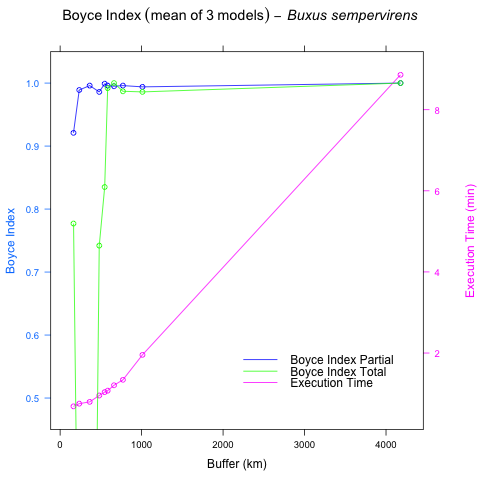 Boyce Index (mean of 3 models) – Buxus sempervirens
1.0
0.9
0.8
0.7
0.6
0.5
Boyce Index
8
6
4
2
Execution Time (min)
Boyce Index Partial
Boyce Index Total
Execution Time
0 1000 2000 3000 4000
Buffer (km)